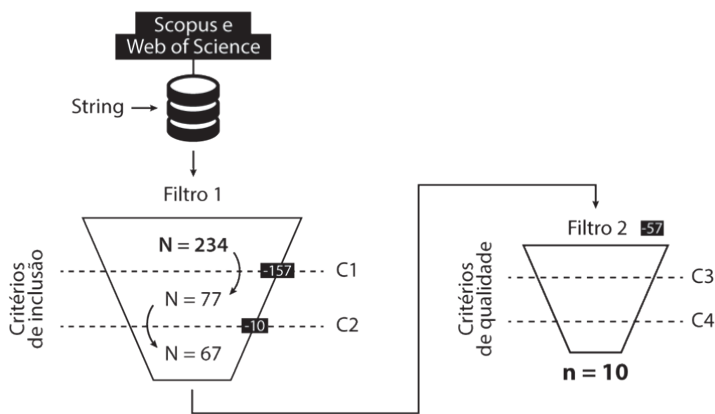 Scopus e
Web of Science
String
Filtro 1
Critérios
de inclusão
N = 234
-157
C1
N = 77
-10
C2
N = 67
Filtro 2
-57
Critérios
de qualidade
C3
C4
n = 10